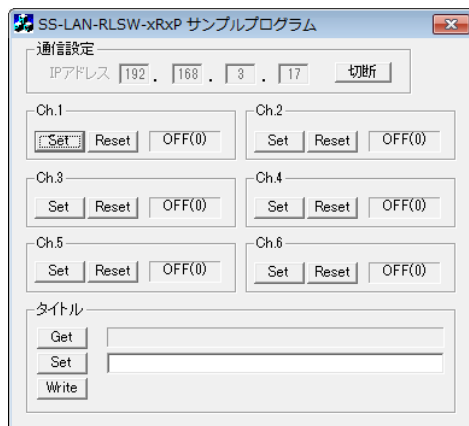 SS-LAN-RLSW-xRxP サンプルプログラム
通信設定
IPアドレス 192 . 168 . 3 . 17 切断
Ch.1 Ch.2
Set Reset OFF(0) Set Reset OFF(0)
Ch.3 Ch.4
Set Reset OFF(0) Set Reset OFF(0)
Ch.5 Ch.6
Set Reset OFF(0) Set Reset OFF(0)
タイトル
Get
Set
Write